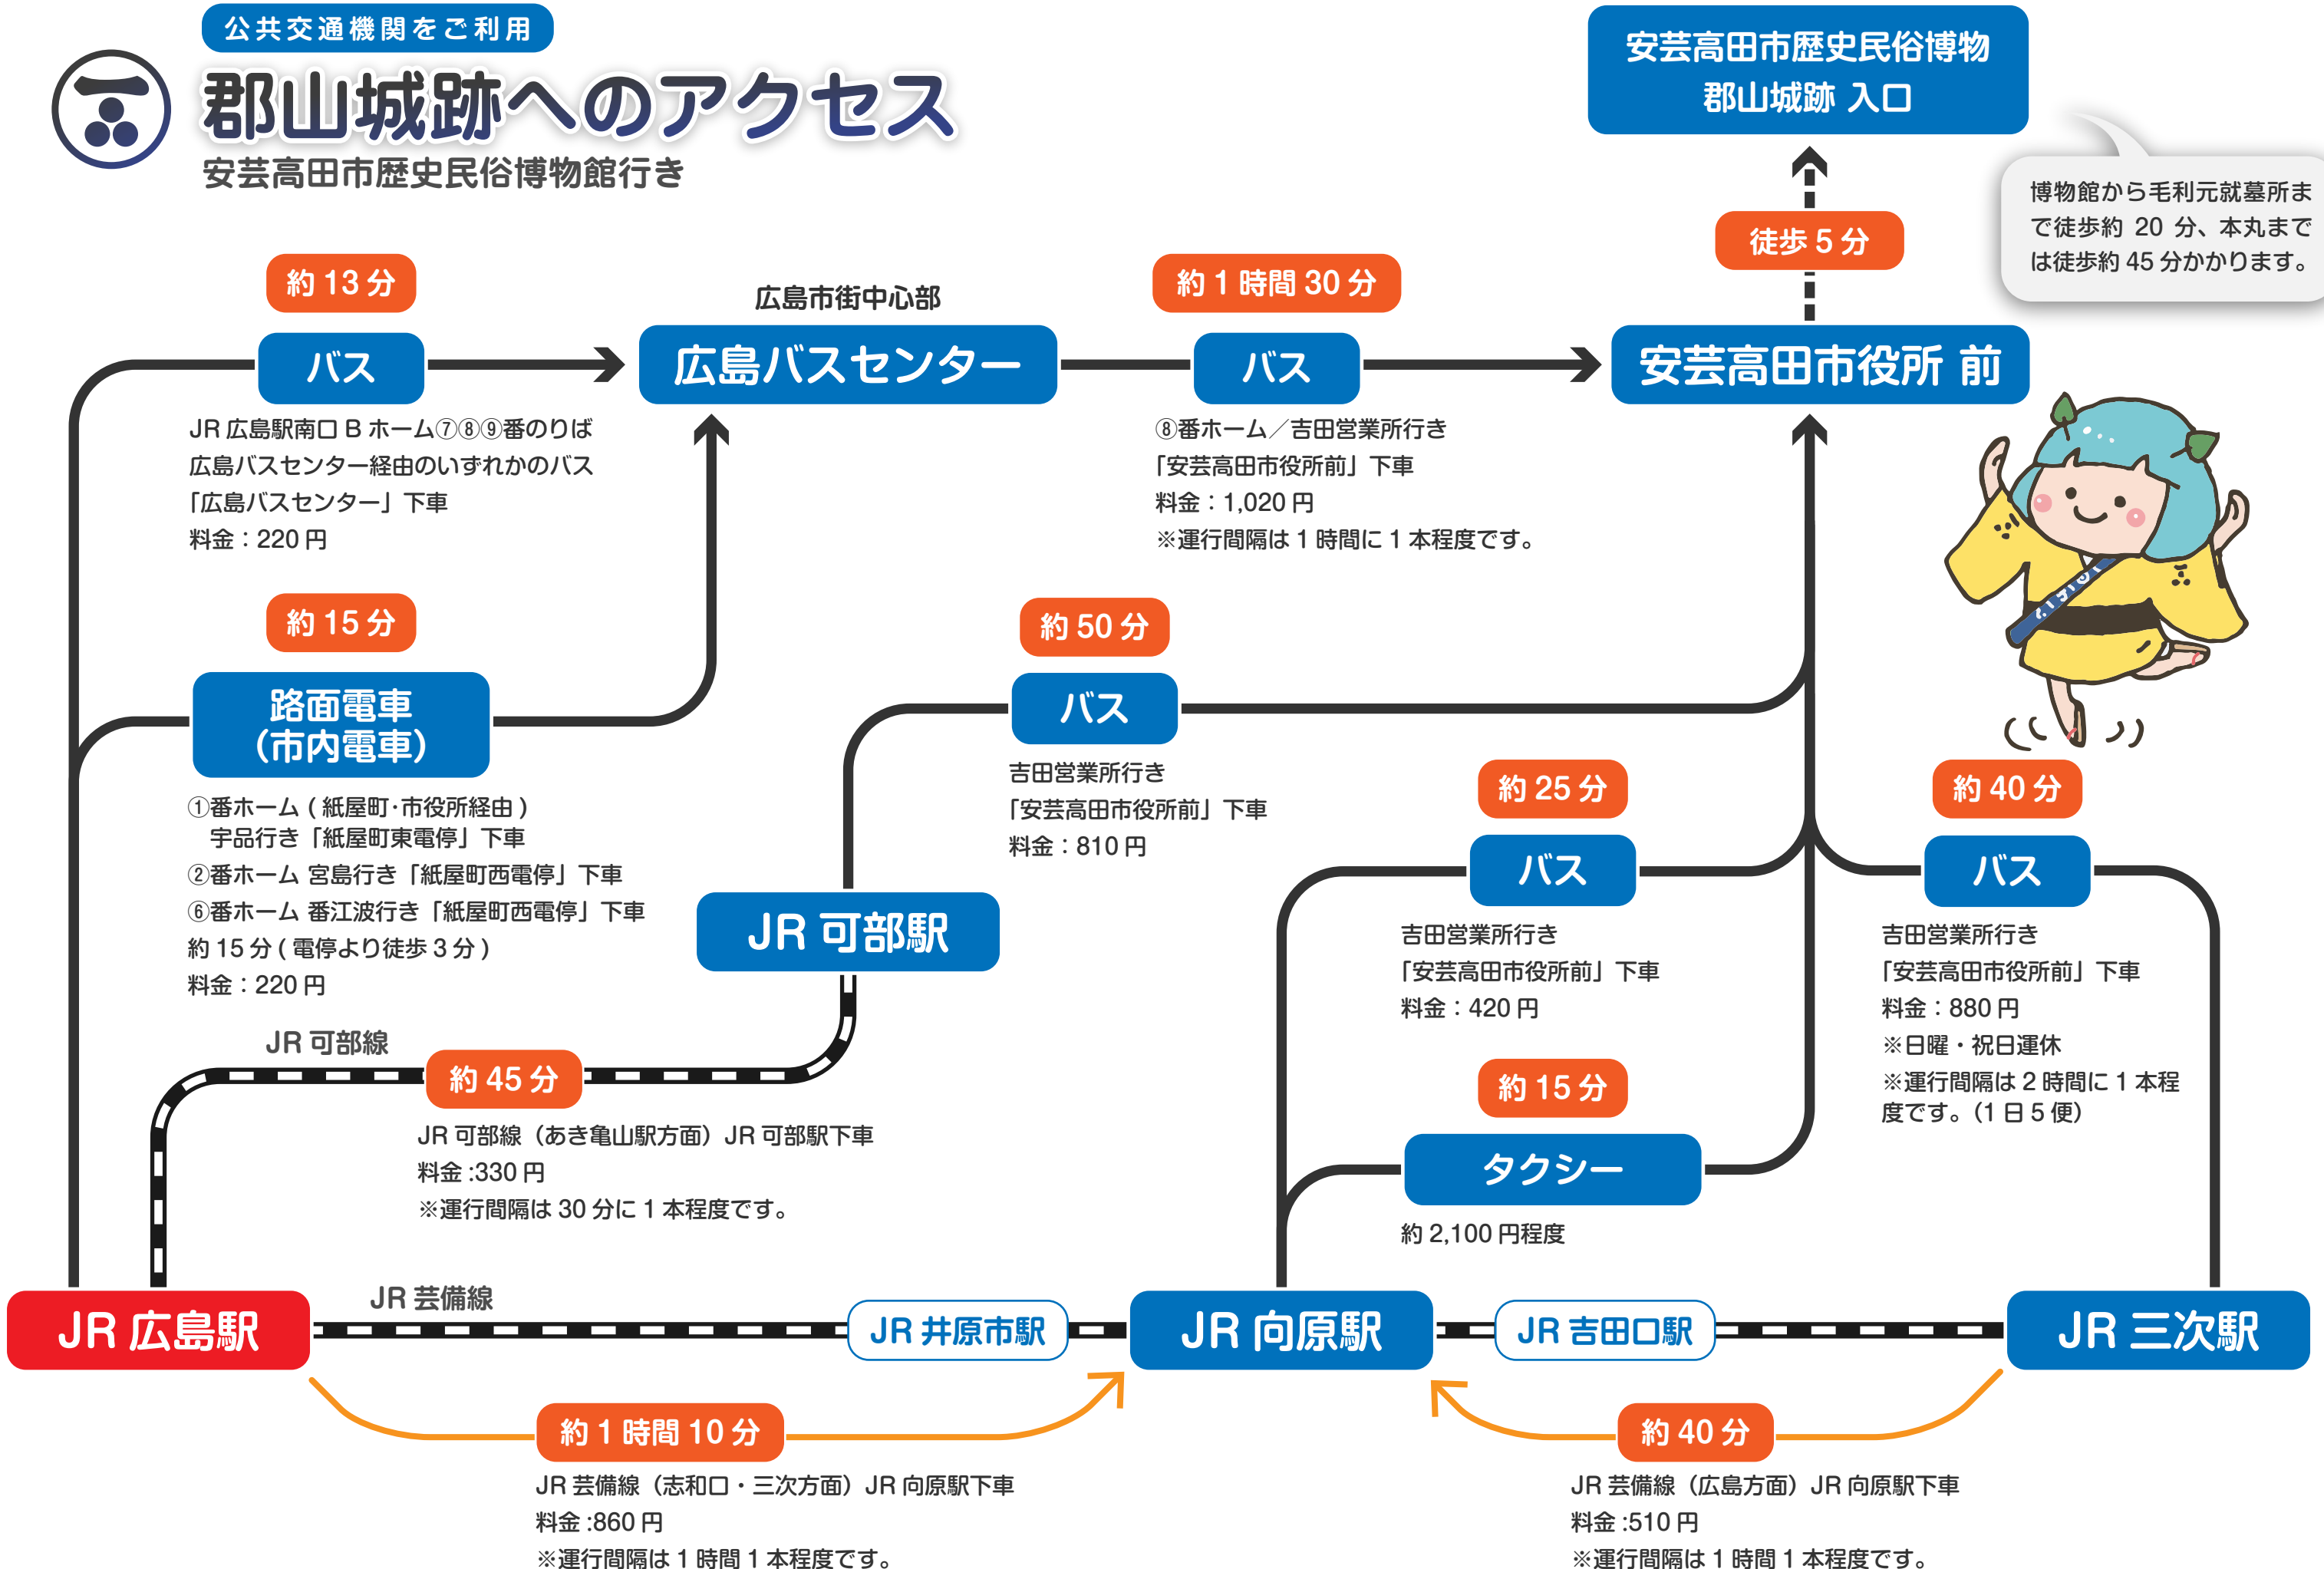 公共交通機関をご利用
郡山城跡へのアクセス
安芸高田市歴史民俗博物館行き
安芸高田市歴史民俗博物
郡山城跡 入口
博物館から毛利元就墓所ま
で徒歩約 20 分、本丸まで
は徒歩約 45 分かかります。
徒歩 5 分
約 13 分
バス
JR 広島駅南口 B ホーム⑦⑧⑨番のりば
広島バスセンター経由のいずれかのバス
「広島バスセンター」下車
料金：220 円
広島市街中心部
広島バスセンター
約 1 時間 30 分
バス
⑧番ホーム／吉田営業所行き
「安芸高田市役所前」下車
料金：1,020 円
※運行間隔は 1 時間に 1 本程度です。
安芸高田市役所 前
約 15 分
路面電車
（市内電車）
①番ホーム ( 紙屋町･市役所経由 )
宇品行き「紙屋町東電停」下車
②番ホーム 宮島行き「紙屋町西電停」下車
⑥番ホーム 番江波行き「紙屋町西電停」下車
約 15 分 ( 電停より徒歩 3 分 )
料金：220 円
約 50 分
バス
吉田営業所行き
「安芸高田市役所前」下車
料金：810 円
JR 可部駅
JR 可部線
約 45 分
JR 可部線（あき亀山駅方面）JR 可部駅下車
料金 :330 円
※運行間隔は 30 分に 1 本程度です。
約 25 分
バス
吉田営業所行き
「安芸高田市役所前」下車
料金：420 円
約 15 分
タクシー
約 2,100 円程度
約 40 分
バス
吉田営業所行き
「安芸高田市役所前」下車
料金：880 円
※日曜・祝日運休
※運行間隔は 2 時間に 1 本程
度です。（1 日 5 便）
JR 広島駅
JR 芸備線
JR 井原市駅
JR 向原駅
JR 吉田口駅
JR 三次駅
約 1 時間 10 分
JR 芸備線（志和口・三次方面）JR 向原駅下車
料金 :860 円
※運行間隔は 1 時間 1 本程度です。
約 40 分
JR 芸備線（広島方面）JR 向原駅下車
料金 :510 円
※運行間隔は 1 時間 1 本程度です。